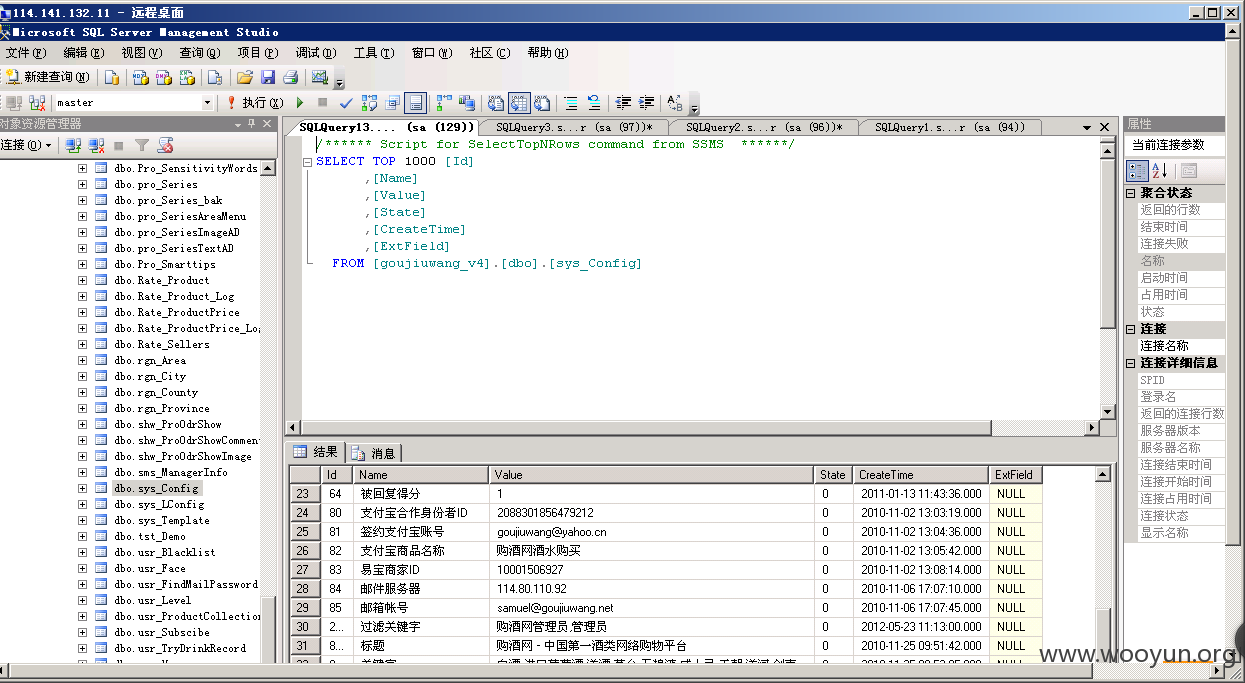 114.141.132.11 - 远程桌面
Microsoft SQL Server Management Studio
文件(F) 编辑(E) 视图(V) 查询(Q) 项目(P) 调试(D) 工具(T) 窗口(W) 社区(C) 帮助(H)
新建查询(N)
master 执行(X)
对象资源管理器
连接(O)
dbo.Pro_SensitivityWords
dbo.pro_Series
dbo.pro_Series_bak
dbo.pro_SeriesAreaMenu
dbo.pro_SeriesImageAD
dbo.pro_SeriesTextAD
dbo.Pro_Smarttips
dbo.Rate_Product
dbo.Rate_Product_Log
dbo.Rate_ProductPrice
dbo.Rate_ProductPrice_Log
dbo.Rate_Sellers
dbo.rgn_Area
dbo.rgn_City
dbo.rgn_County
dbo.rgn_Province
dbo.shw_ProOdrShow
dbo.shw_ProOdrShowComment
dbo.shw_ProOdrShowImage
dbo.sms_ManagerInfo
dbo.sys_Config
dbo.sys_LConfig
dbo.sys_Template
dbo.tst_Demo
dbo.usr_Blacklist
dbo.usr_Face
dbo.usr_FindMailPassword
dbo.usr_Level
dbo.usr_ProductCollection
dbo.usr_Subscibe
dbo.usr_TryDrinkRecord
SQLQuery13.... (sa (129)) SQLQuery3.s...r (sa (97))* SQLQuery2.s...r (sa (96))* SQLQuery1.s...r (sa (94))
/****** Script for SelectTopNRows command from SSMS ******/
SELECT TOP 1000 [Id]
,[Name]
,[Value]
,[State]
,[CreateTime]
,[ExtField]
FROM [goujiuwang_v4].[dbo].[sys_Config]
结果 消息
Id Name Value State CreateTime ExtField
23 64 被回复得分 1 0 2011-01-13 11:43:36.000 NULL
24 80 支付宝合作身份者ID 2088301856479212 0 2010-11-02 13:03:19.000 NULL
25 81 签约支付宝账号 goujiuwang@yahoo.cn 0 2010-11-02 13:04:36.000 NULL
26 82 支付宝商品名称 购酒网酒水购买 0 2010-11-02 13:05:42.000 NULL
27 83 易宝商家ID 10001506927 0 2010-11-02 13:08:14.000 NULL
28 84 邮件服务器 114.80.110.92 0 2010-11-06 17:07:10.000 NULL
29 85 邮箱帐号 samuel@goujiuwang.net 0 2010-11-06 17:07:45.000 NULL
30 2... 过滤关键字 购酒网管理员,管理员 0 2012-05-23 11:13:00.000 NULL
31 8... 标题 购酒网 - 中国第一酒类网络购物平台 0 2010-11-25 09:51:42.000 NULL
属性
当前连接参数
聚合状态
返回的行数
结束时间
连接失败
名称
启动时间
占用时间
状态
连接
连接名称
连接详细信息
SPID
登录名
返回的连接行数
服务器版本
服务器名称
连接结束时间
连接开始时间
连接占用时间
连接状态
显示名称
www.wooyun.org